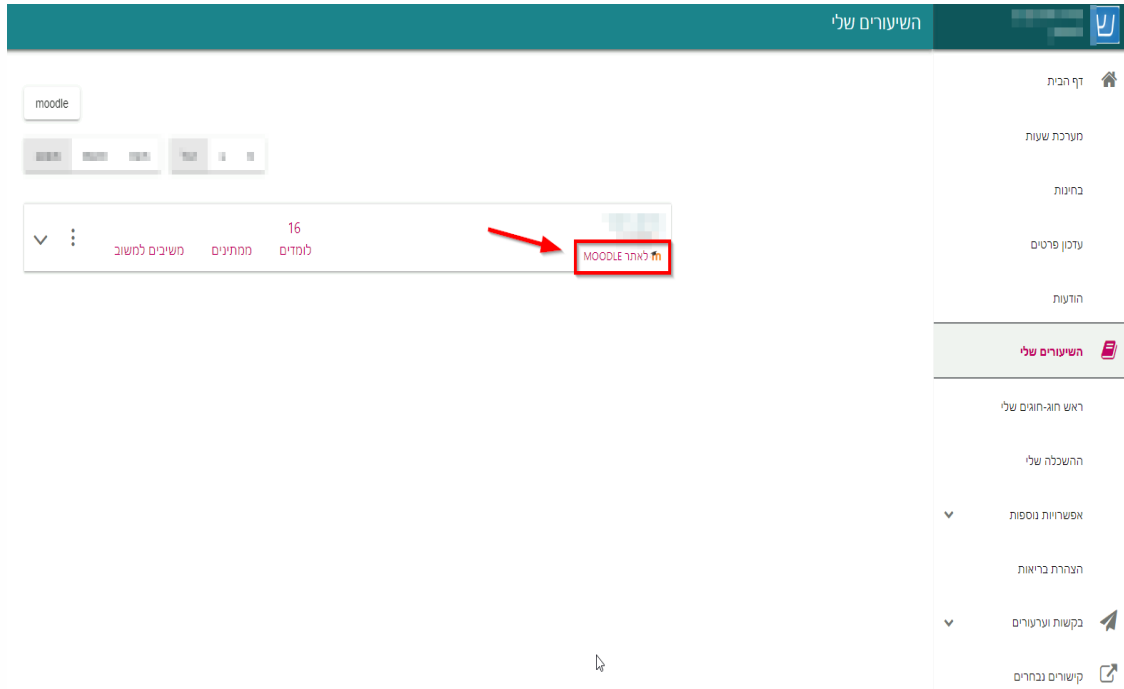 ש
השיעורים שלי
דף הבית
מערכת שעות
בחינות
עדכון פרטים
הודעות
השיעורים שלי
ראש חוג-חוגים שלי
ההשכלה שלי
אפשרויות נוספות
הצהרת בריאות
בקשות וערעורים
קישורים נבחרים
moodle
לאתר MOODLE
16
לומדים
ממתינים
משיבים למשוב